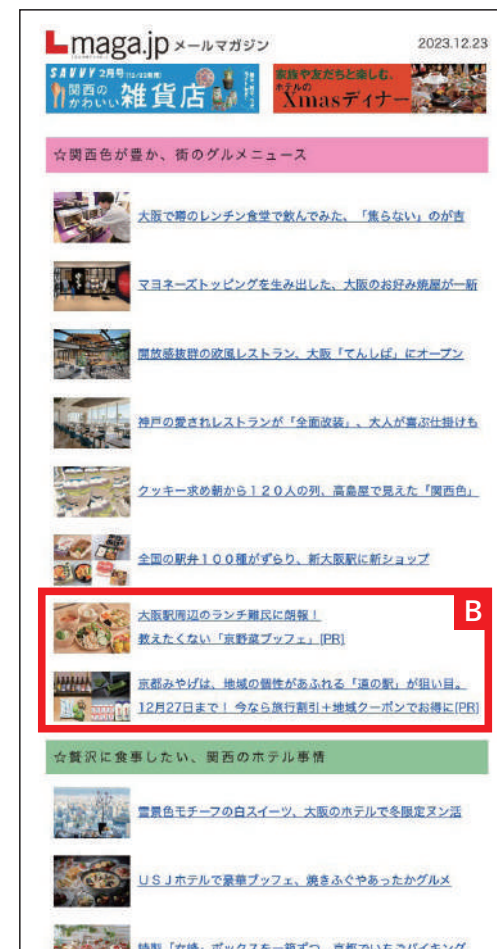 Lmaga.jp メールマガジン
2023.12.23
SAVVY 2月号
関西の
かわいい
雑貨店
家族や友だちと楽しむ、
ホテルの
Xmasディナー
☆関西色が豊か、街のグルメニュース
大阪で噂のレンチン食堂で飲んでみた、「焦らない」のが吉
マヨネーズトッピングを生み出した、大阪のお好み焼屋が一新
開放感抜群の欧風レストラン、大阪「てんしば」にオープン
神戸の愛されレストランが「全面改装」、大人が喜ぶ仕掛けも
クッキー求め朝から120人の列、高島屋で見えた「関西色」
全国の駅弁100種がずらり、新大阪駅に新ショップ
B
大阪駅周辺のランチ難民に朗報！
教えたくない「京野菜ブッフェ」[PR]
京都みやげは、地域の個性があふれる「道の駅」が狙い目。
12月27日まで！ 今なら旅行割引＋地域クーポンでお得に[PR]
☆贅沢に食事したい、関西のホテル事情
雪景色モチーフの白スイーツ、大阪のホテルで冬限定ヌン活
ＵＳＪホテルで豪華ブッフェ、焼きふぐやあったかグルメ